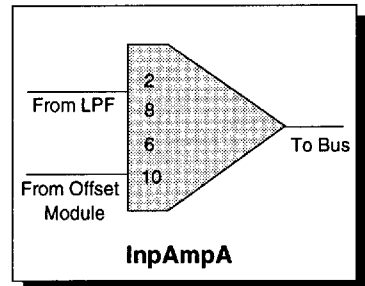 2
From LPF
8
6
To Bus
10
From Offset
Module
InpAmpA